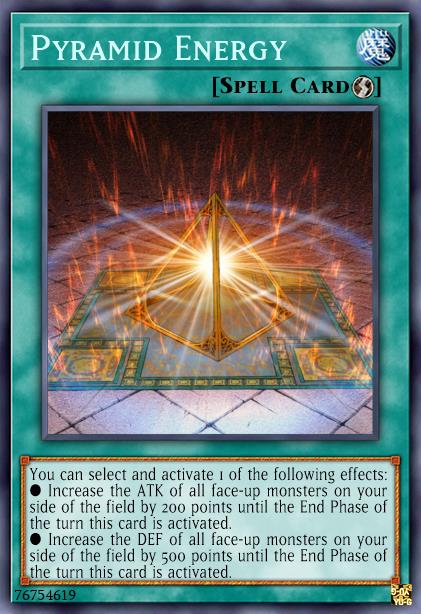 Pyramid Energy
[Spell Card]
You can select and activate 1 of the following effects:
● Increase the ATK of all face-up monsters on your
side of the field by 200 points until the End Phase of
the turn this card is activated.
● Increase the DEF of all face-up monsters on your
side of the field by 500 points until the End Phase of
the turn this card is activated.
76754619